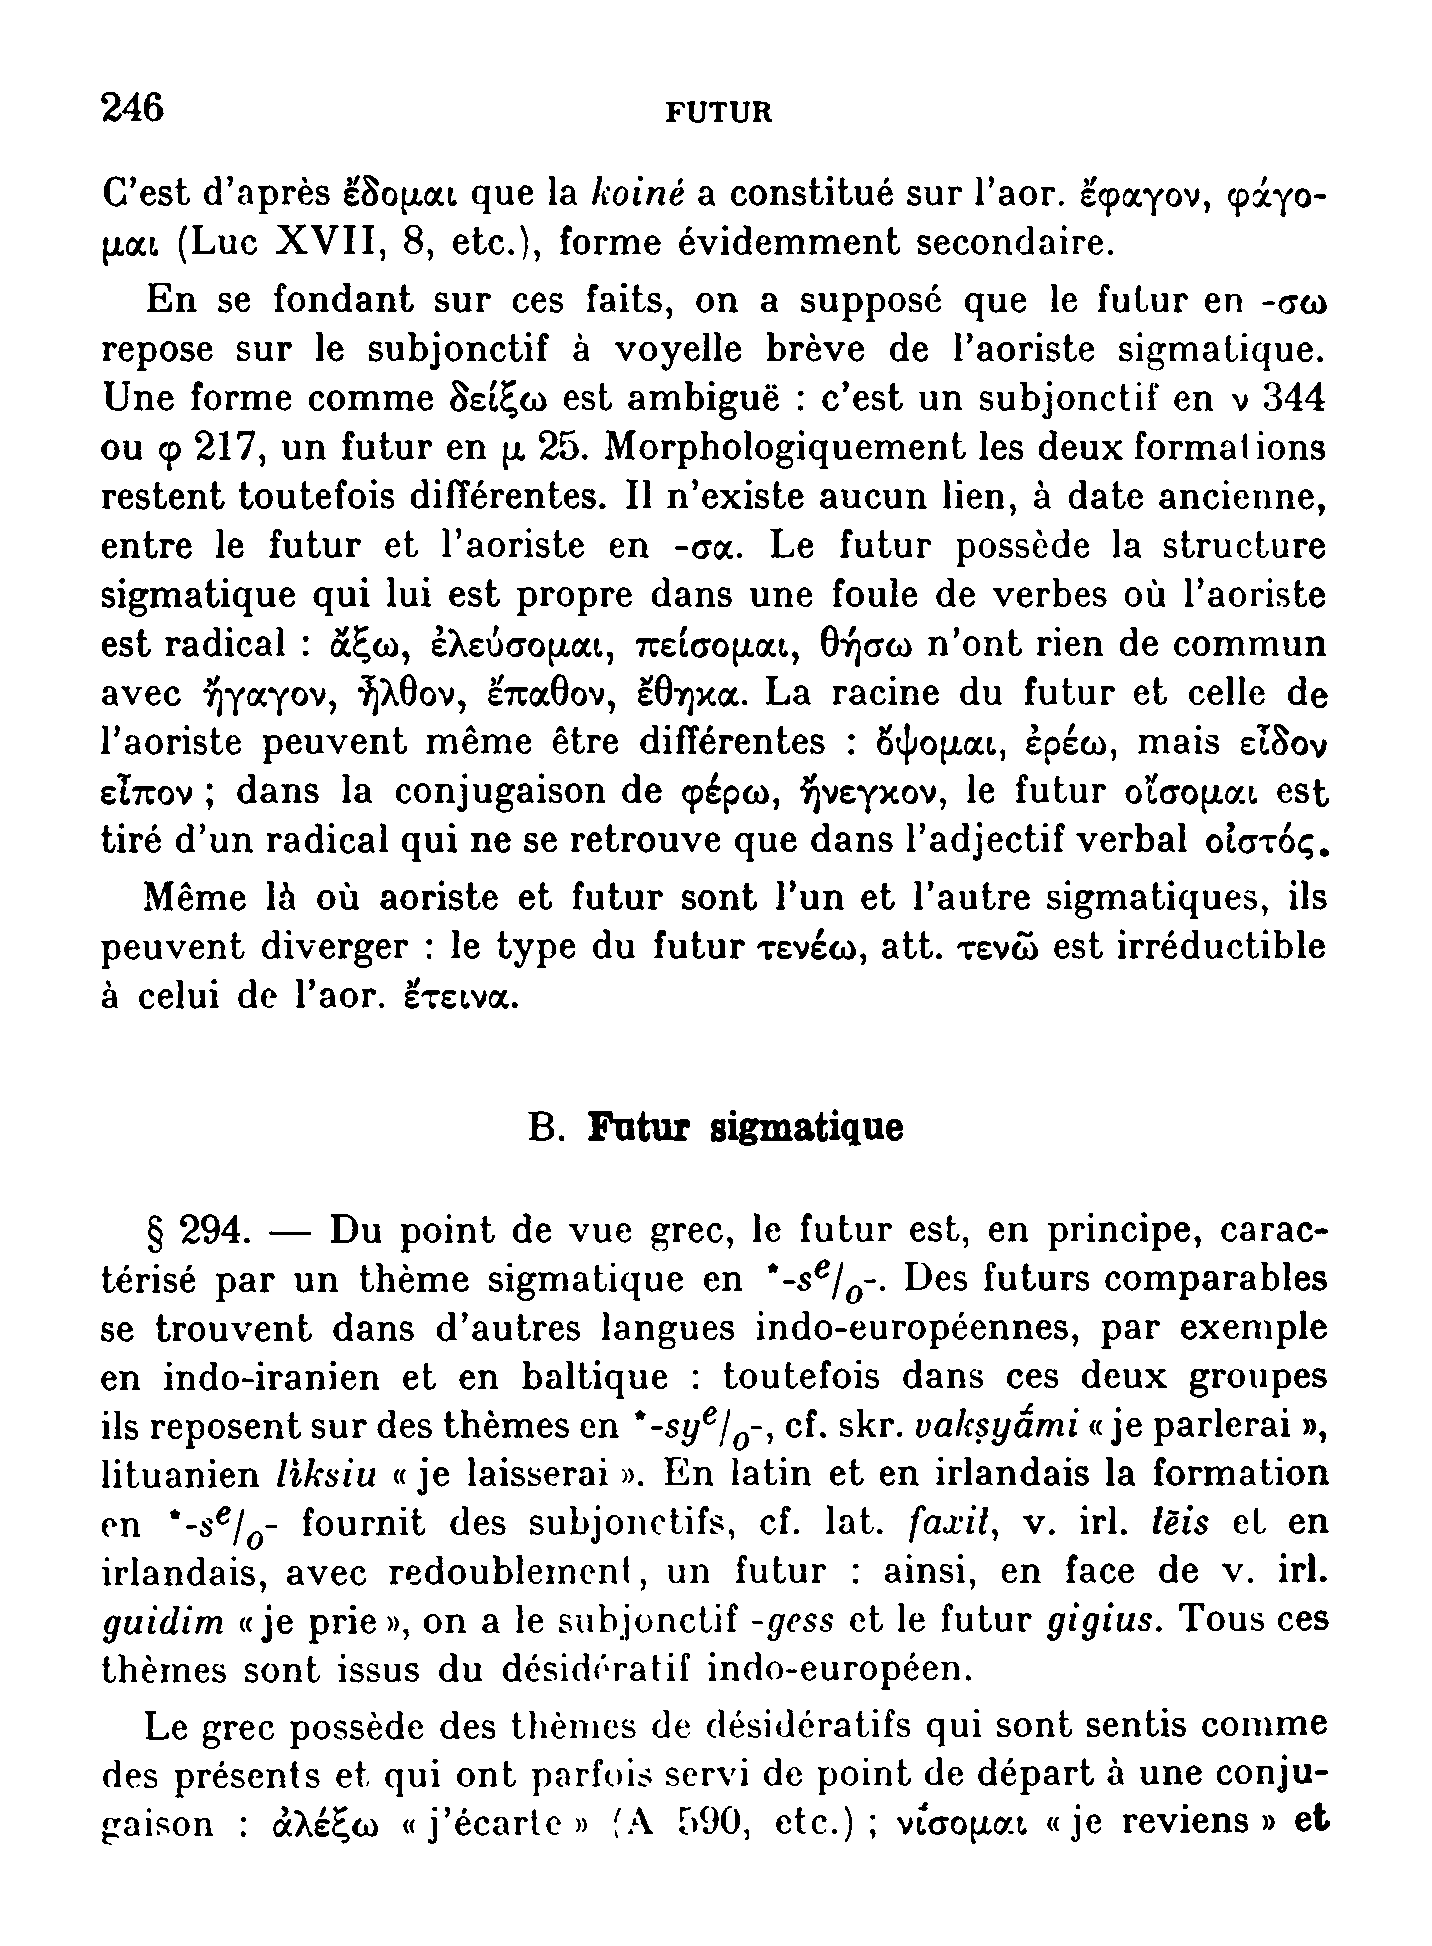 246 FUTUR
C'est d'après ἔδομαι que la koiné a constitué sur l'aor. ἔφαγον, φάγο-
μαι (Luc XVII, 8, etc.), forme évidemment secondaire.
En se fondant sur ces faits, on a supposé que le futur en -σω
repose sur le subjonctif à voyelle brève de l'aoriste sigmatique.
Une forme comme δείξω est ambiguë : c'est un subjonctif en ν 344
ou φ 217, un futur en μ 25. Morphologiquement les deux formations
restent toutefois différentes. Il n'existe aucun lien, à date ancienne,
entre le futur et l'aoriste en -σα. Le futur possède la structure
sigmatique qui lui est propre dans une foule de verbes où l'aoriste
est radical : ἄξω, ἐλεύσομαι, πείσομαι, θήσω n'ont rien de commun
avec ἤγαγον, ἦλθον, ἔπαθον, ἔθηκα. La racine du futur et celle de
l'aoriste peuvent même être différentes : ὄψομαι, ἐρέω, mais εἶδον
εἶπον ; dans la conjugaison de φέρω, ἤνεγκον, le futur οἴσομαι est
tiré d'un radical qui ne se retrouve que dans l'adjectif verbal οἰστός.
Même là où aoriste et futur sont l'un et l'autre sigmatiques, ils
peuvent diverger : le type du futur τενέω, att. τενῶ est irréductible
à celui de l'aor. ἔτεινα.
B. Futur sigmatique
§ 294. — Du point de vue grec, le futur est, en principe, carac-
térisé par un thème sigmatique en *-sᵉ/ₒ-. Des futurs comparables
se trouvent dans d'autres langues indo-européennes, par exemple
en indo-iranien et en baltique : toutefois dans ces deux groupes
ils reposent sur des thèmes en *-syᵉ/ₒ-, cf. skr. vakṣyā́mi « je parlerai »,
lituanien lìksiu « je laisserai ». En latin et en irlandais la formation
en *-sᵉ/ₒ- fournit des subjonctifs, cf. lat. faxit, v. irl. tēis et en
irlandais, avec redoublement, un futur : ainsi, en face de v. irl.
guidim « je prie », on a le subjonctif -gess et le futur gigius. Tous ces
thèmes sont issus du désidératif indo-européen.
Le grec possède des thèmes de désidératifs qui sont sentis comme
des présents et qui ont parfois servi de point de départ à une conju-
gaison : ἀλέξω « j'écarte » (Α 590, etc.) ; νίσομαι « je reviens » et